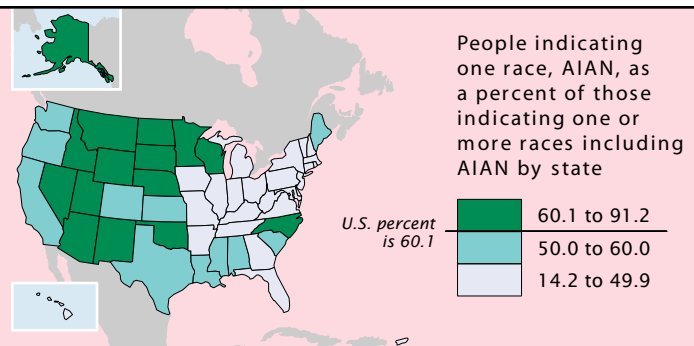 People indicating
one race, AIAN, as
a percent of those
indicating one or
more races including
AIAN by state
60.1 to 91.2
U.S. percent
is 60.1
50.0 to 60.0
14.2 to 49.9